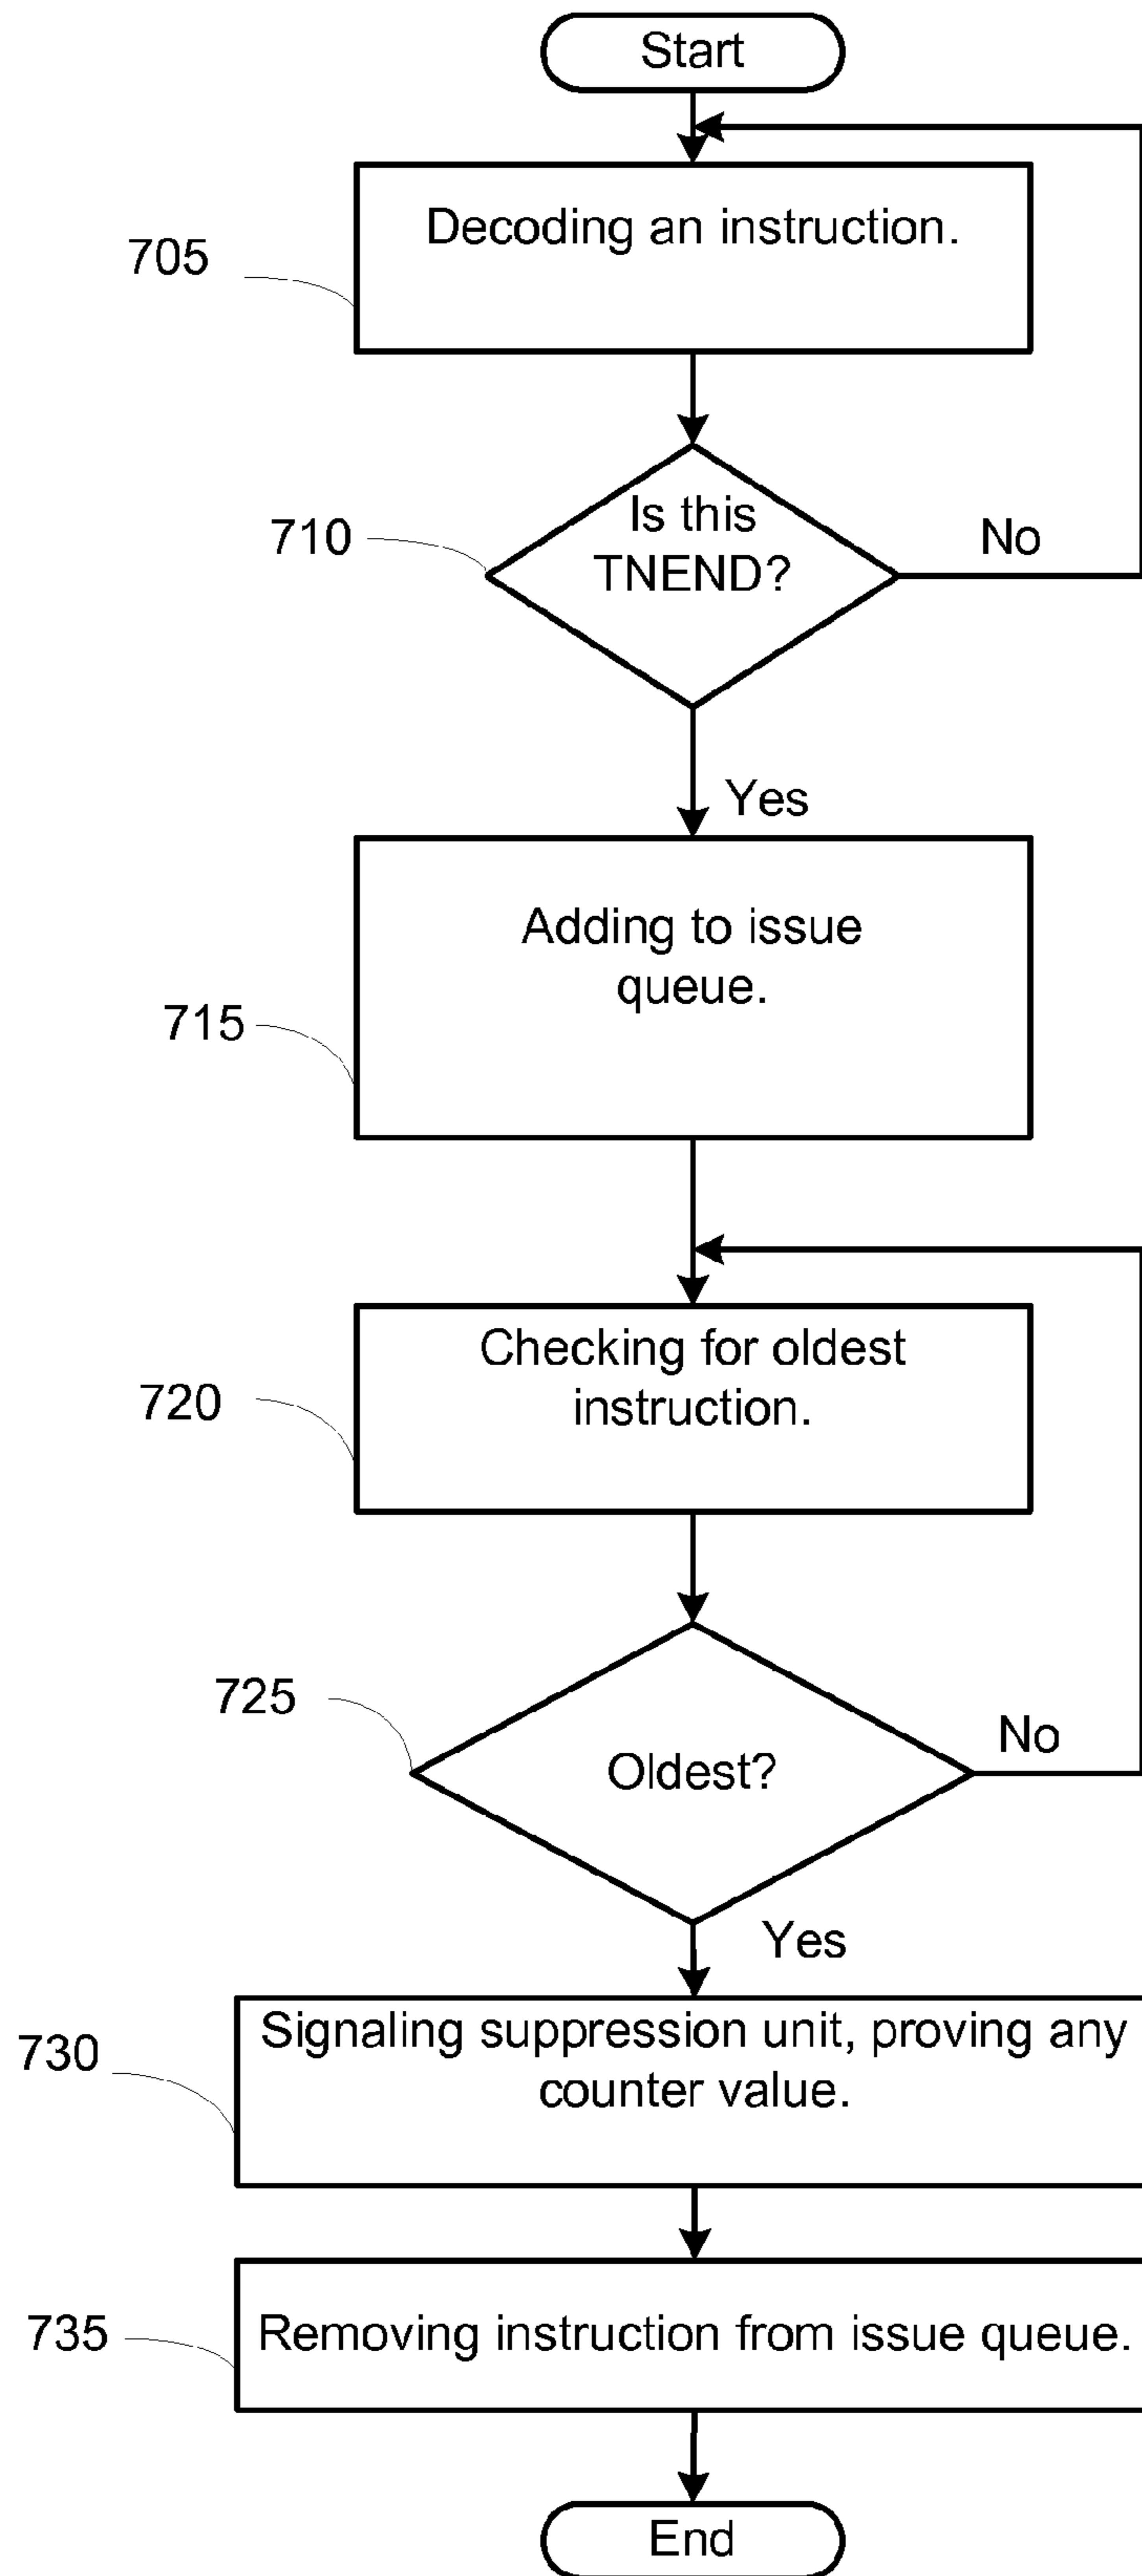 Start
Decoding an instruction.
705
Is this
TNEND?
710
No
Yes
Adding to issue
queue.
715
Checking for oldest
instruction.
720
725
Oldest?
No
Yes
Signaling suppression unit, proving any
counter value.
730
Removing instruction from issue queue.
735
End